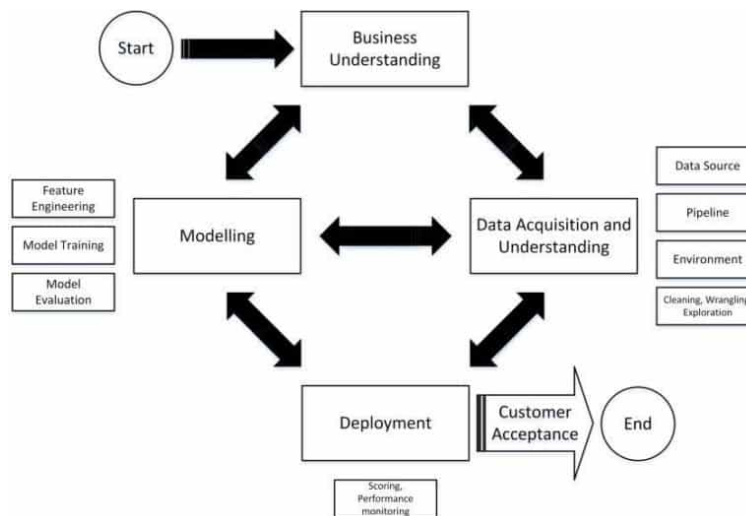 Start
Business
Understanding
Feature
Engineering
Model Training
Model
Evaluation
Modelling
Data Acquisition and
Understanding
Data Source
Pipeline
Environment
Cleaning, Wrangling,
Exploration
Deployment
Customer
Acceptance
End
Scoring,
Performance
monitoring